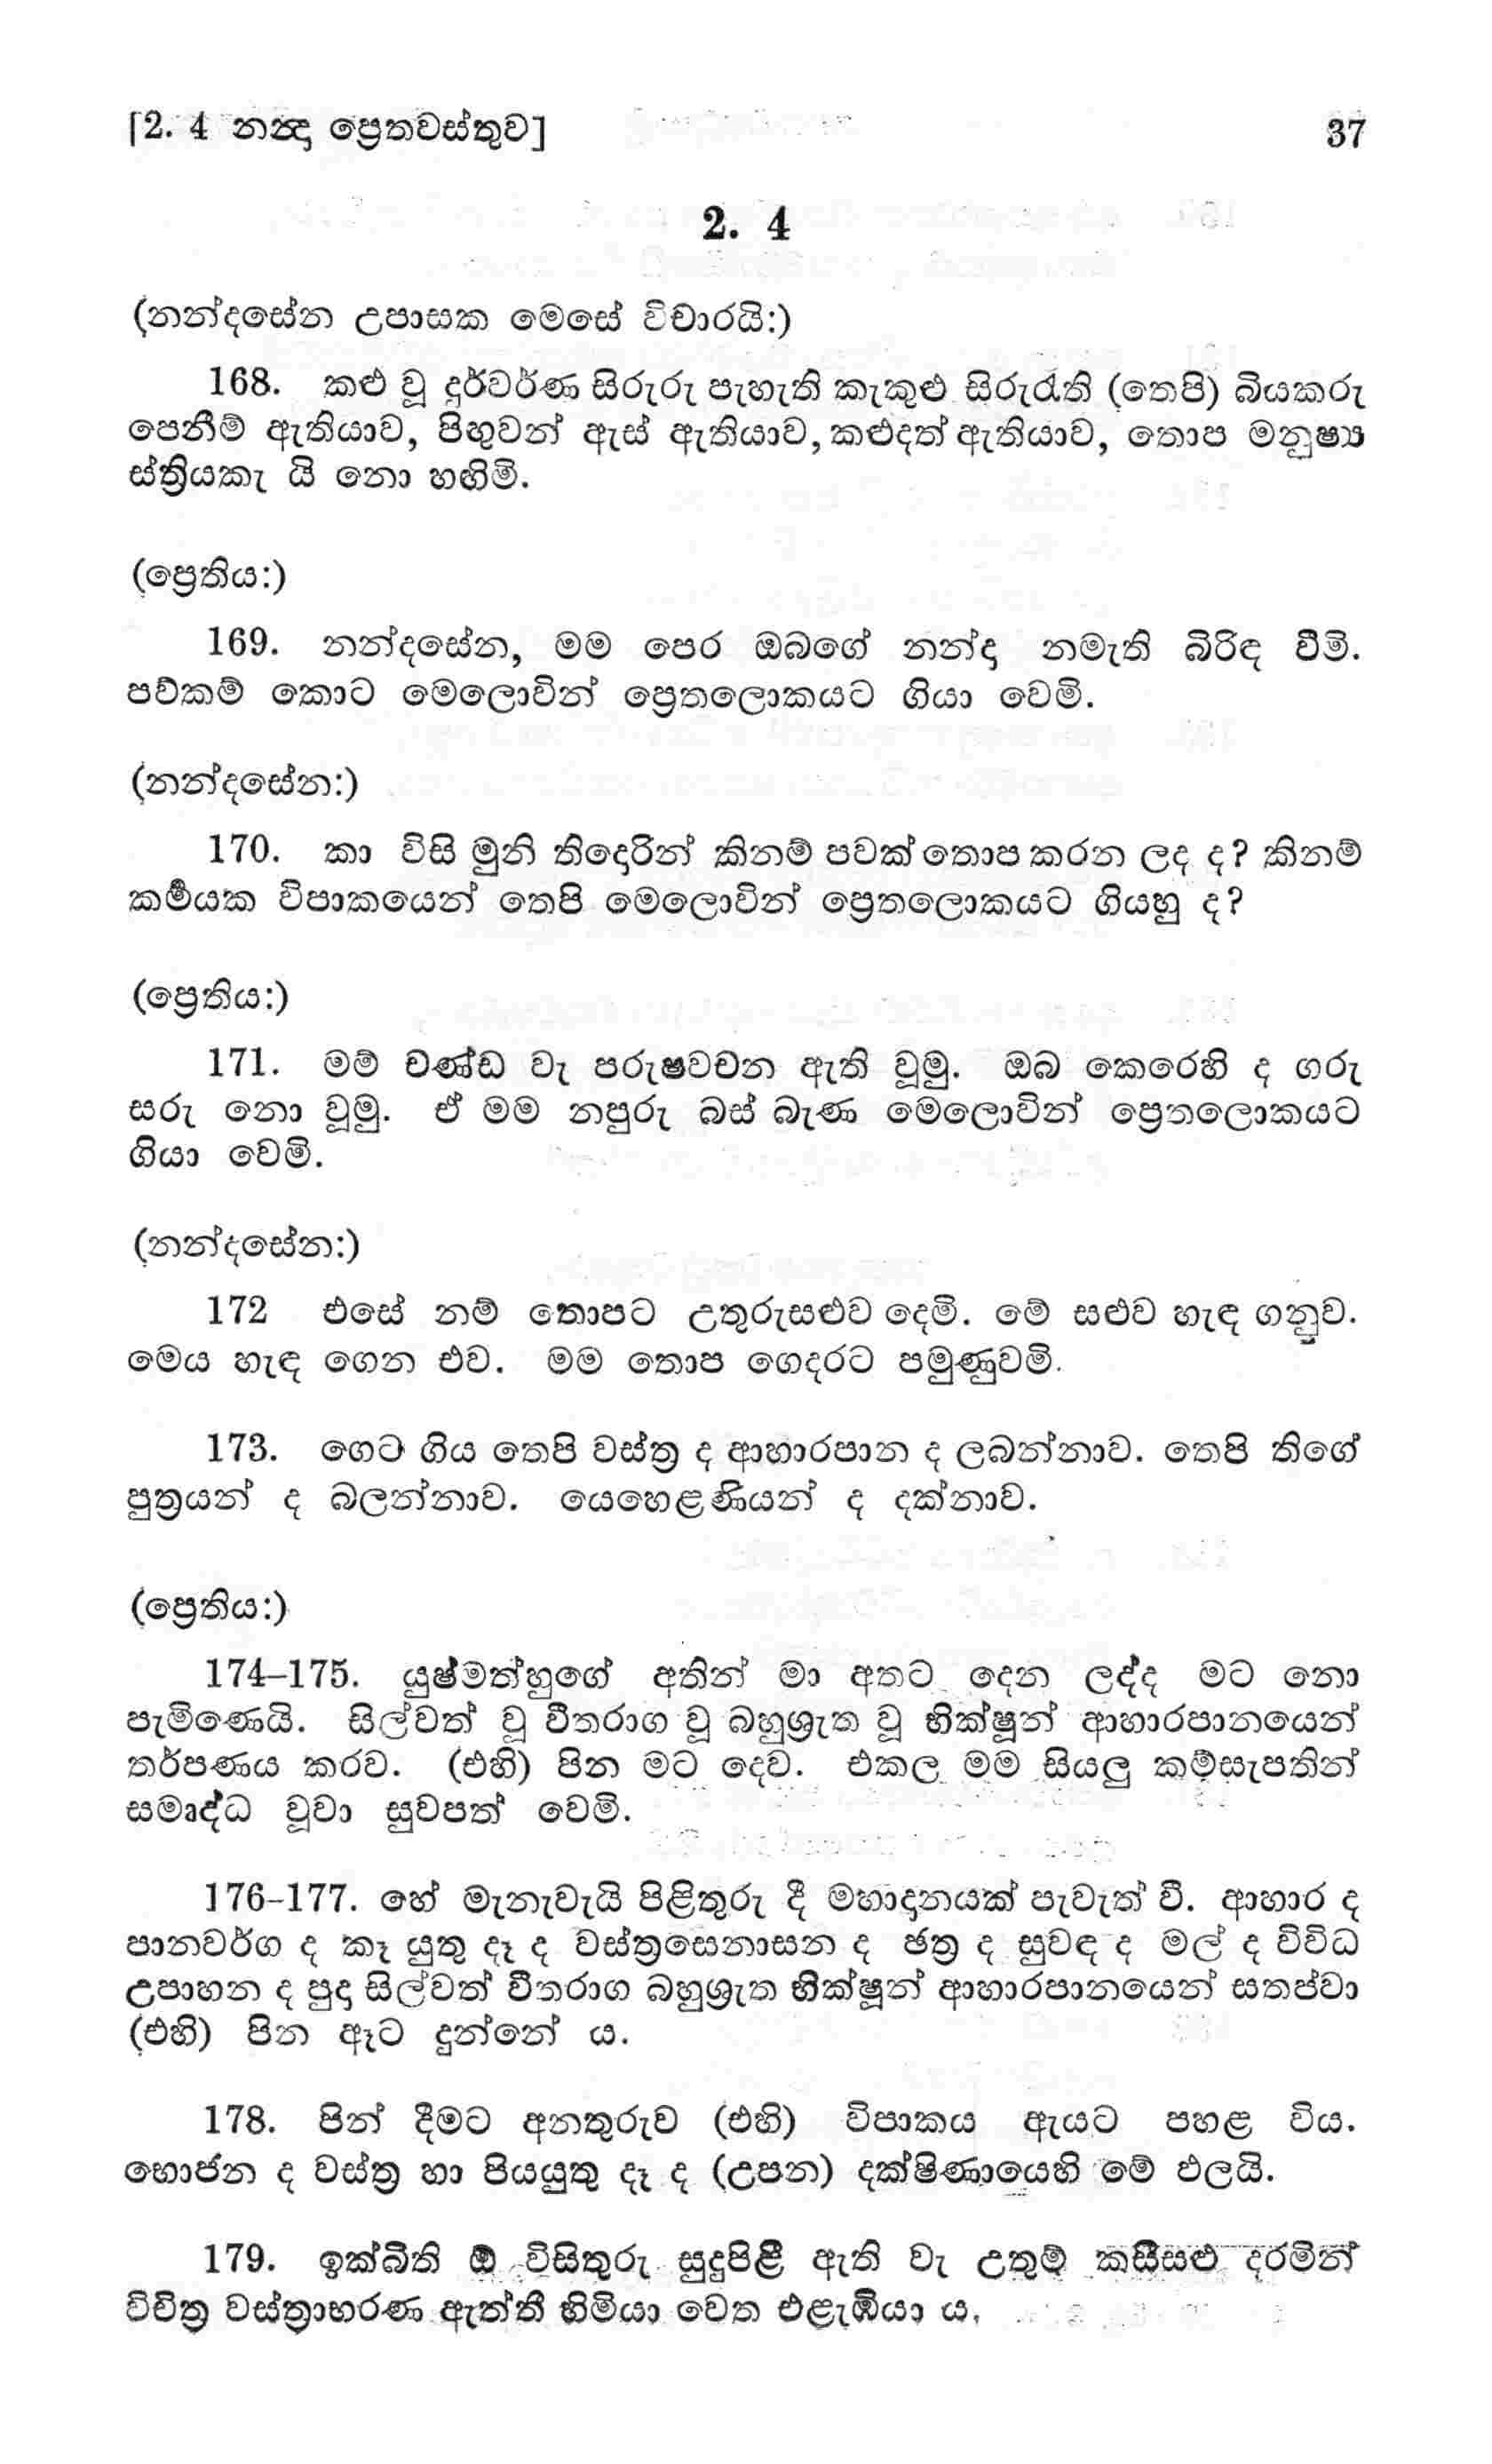 [2. 4 නන්‍දා ප්‍රෙතවස්තුව]
37
2. 4
(නන්දසේන උපාසක මෙසේ විචාරයි:)
168. කළු වූ දුර්වර්ණ සිරුරු පැහැති කැකුළු සිරුරැති (තෙපි) බියකරු
පෙනීම් ඇතියාව, පිඟුවන් ඇස් ඇතියාව, කළුදත් ඇතියාව, තොප මනුෂ්‍ය
ස්ත්‍රියකැ යි නො හඟිමි.
(ප්‍රෙතිය:)
169. නන්දසේන, මම පෙර ඔබගේ නන්දා නමැති බිරිඳ වීමි.
පව්කම් කොට මෙලොවින් ප්‍රෙතලොකයට ගියා වෙමි.
(නන්දසේන:)
170. කා විසි මුනි තිදොරින් කිනම් පවක් තොප කරන ලද ද? කිනම්
කර්‍මයක විපාකයෙන් තෙපි මෙලොවින් ප්‍රෙතලොකයට ගියහු ද?
(ප්‍රෙතිය:)
171. මම් චණ්ඩ වැ පරුෂවචන ඇති වූමු. ඔබ කෙරෙහි ද ගරු
සරු නො වූමු. ඒ මම නපුරු බස් බැණ මෙලොවින් ප්‍රෙතලොකයට
ගියා වෙමි.
(නන්දසේන:)
172 එසේ නම් තොපට උතුරුසළුව දෙමි. මේ සළුව හැඳ ගනුව.
මෙය හැඳ ගෙන එව. මම තොප ගෙදරට පමුණුවමි.
173. ගෙට ගිය තෙපි වස්ත්‍ර ද ආහාරපාන ද ලබන්නාව. තෙපි තිගේ
පුත්‍රයන් ද බලන්නාව. යෙහෙළණියන් ද දක්නාව.
(ප්‍රෙතිය:)
174–175. යුෂ්මත්හුගේ අතින් මා අතට දෙන ලද්ද මට නො
පැමිණෙයි. සිල්වත් වූ වීතරාග වූ බහුශ්‍රැත වූ භික්ෂූන් ආහාරපානයෙන්
තර්පණය කරව. (එහි) පින මට දෙව. එකල මම සියලු කම්සැපතින්
සමෘද්ධ වූවා සුවපත් වෙමි.
176–177. හේ මැනැවැයි පිළිතුරු දී මහාදානයක් පැවැත් වී. ආහාර ද
පානවර්ග ද කෑ යුතු දෑ ද වස්ත්‍රසෙනාසන ද ඡත්‍ර ද සුවඳ ද මල් ද විවිධ
උපාහන ද පුදා සිල්වත් වීතරාග බහුශ්‍රැත භික්ෂූන් ආහාරපානයෙන් සතප්වා
(එහි) පින ඈට දුන්නේ ය.
178. පින් දීමට අනතුරුව (එහි) විපාකය ඇයට පහළ විය.
භොජන ද වස්ත්‍ර හා පියයුතු දෑ ද (උපන) දක්ෂිණායෙහි මේ ඵලයි.
179. ඉක්බිති ඕ විසිතුරු සුදුපිළී ඇති වැ උතුම් කසීසළු දරමින්
විචිත්‍ර වස්ත්‍රාභරණ ඇත්තී හිමියා වෙත එළැඹියා ය.